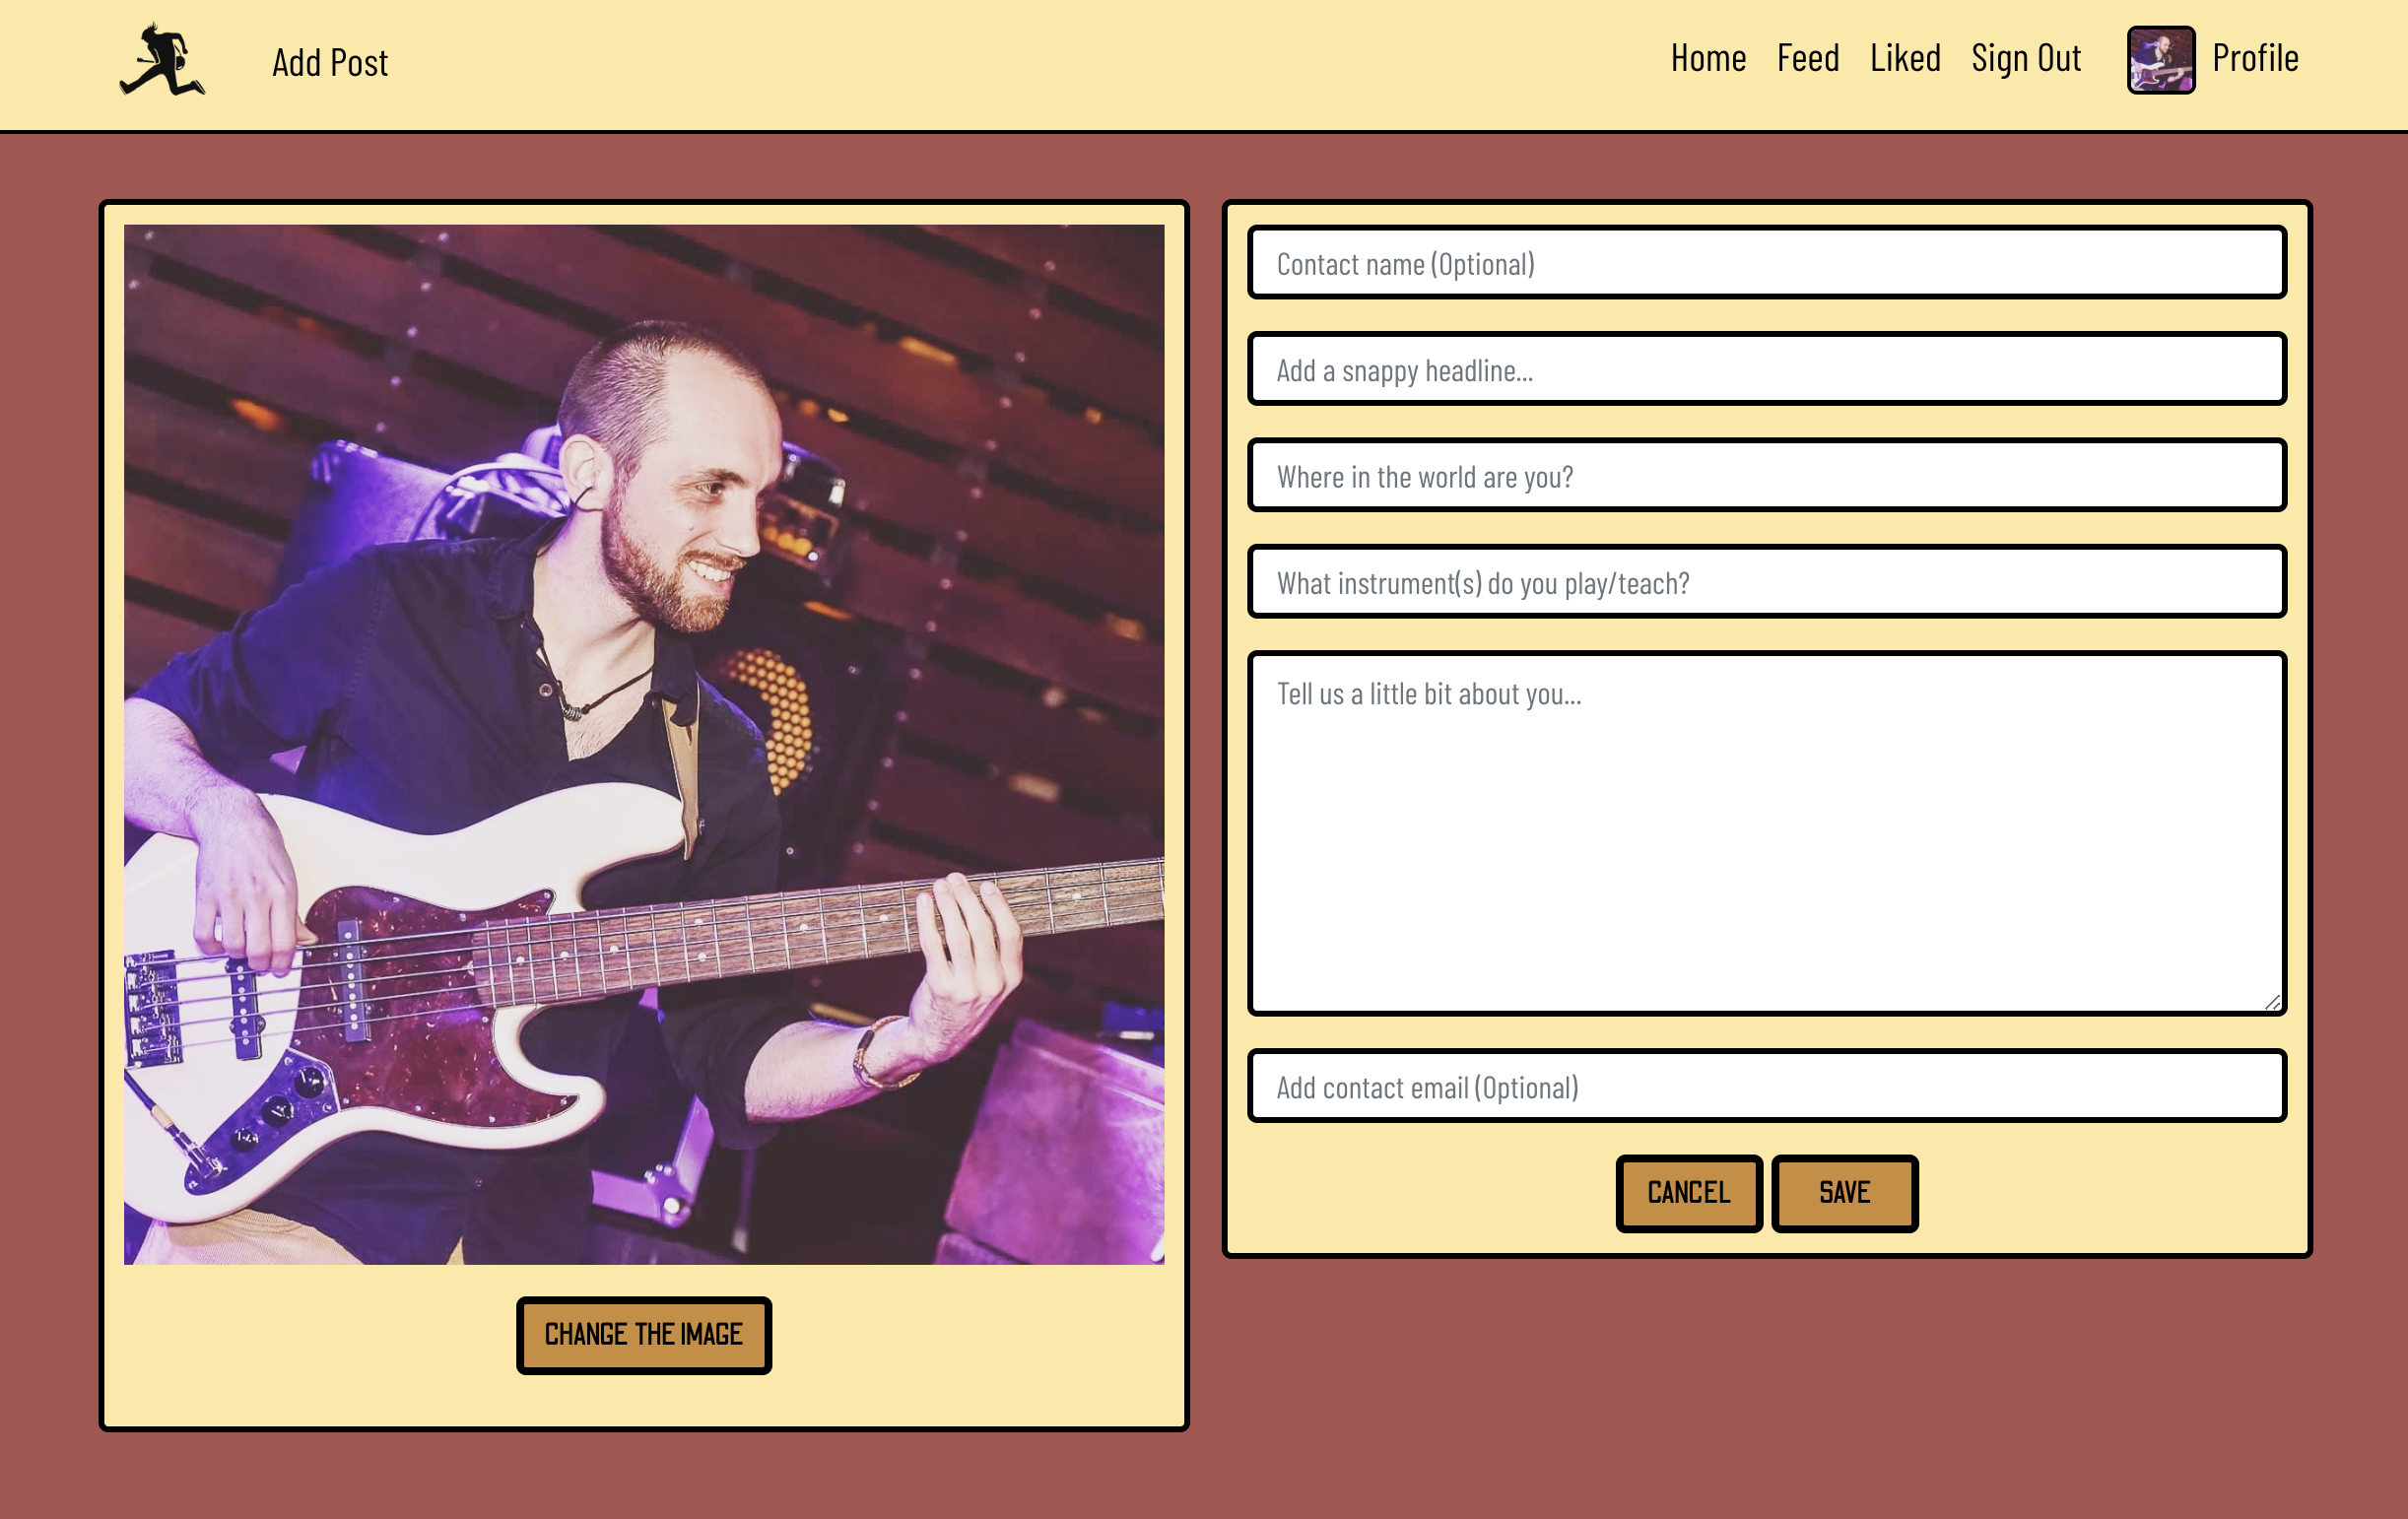 Add Post
Home Feed Liked Sign Out Profile
Contact name (Optional)
Add a snappy headline...
Where in the world are you?
What instrument(s) do you play/teach?
Tell us a little bit about you...
Add contact email (Optional)
CANCEL SAVE
CHANGE THE IMAGE